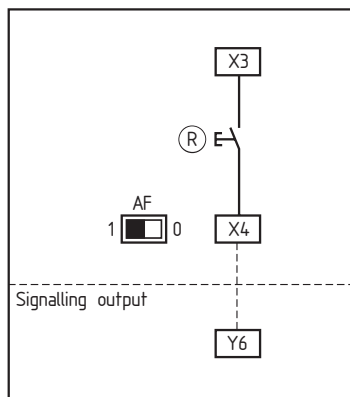 X3
R
AF
1 0
X4
Signalling output
Y6